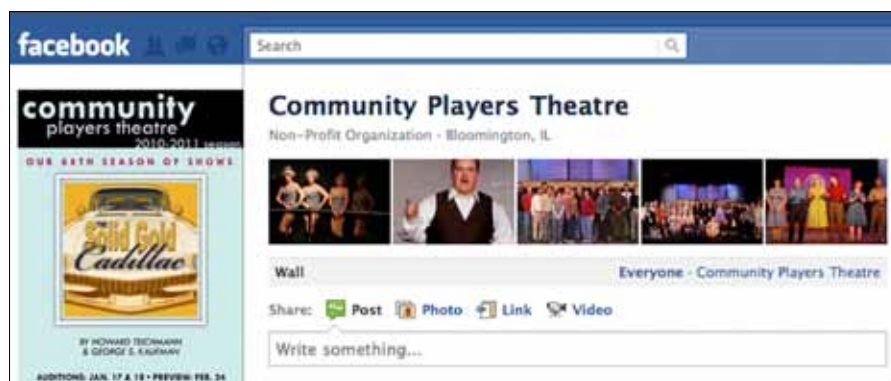 facebook
Search
community
players theatre
2010-2011 season
OUR 88TH SEASON OF SHOWS
The
Solid Gold
Cadillac
BY HOWARD TEICHMANN
& GEORGE S. KAUFMAN
AUDITIONS: JAN. 17 & 18 • PREVIEW: FEB. 24
Community Players Theatre
Non-Profit Organization - Bloomington, IL
Wall
Everyone · Community Players Theatre
Share: Post Photo Link Video
Write something...